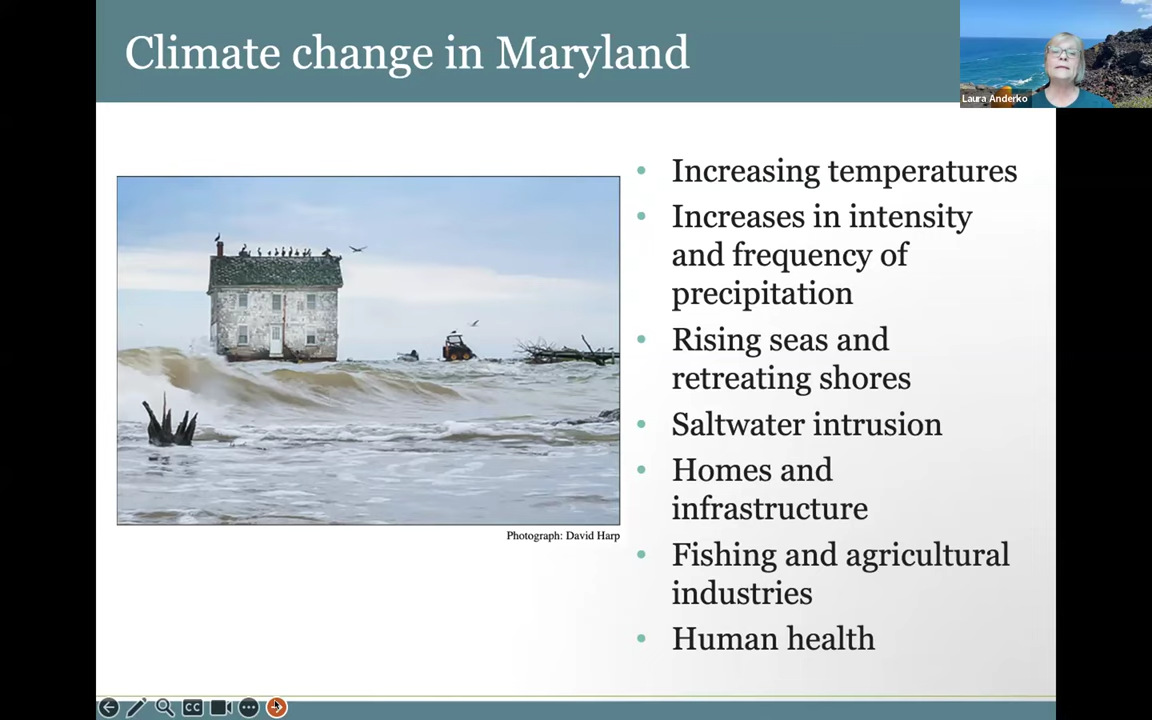 Climate change in Maryland
Laura Anderko
Increasing temperatures
Increases in intensity
and frequency of
precipitation
Rising seas and
retreating shores
Saltwater intrusion
Homes and
infrastructure
Fishing and agricultural
industries
Human health
Photograph: David Harp
CC